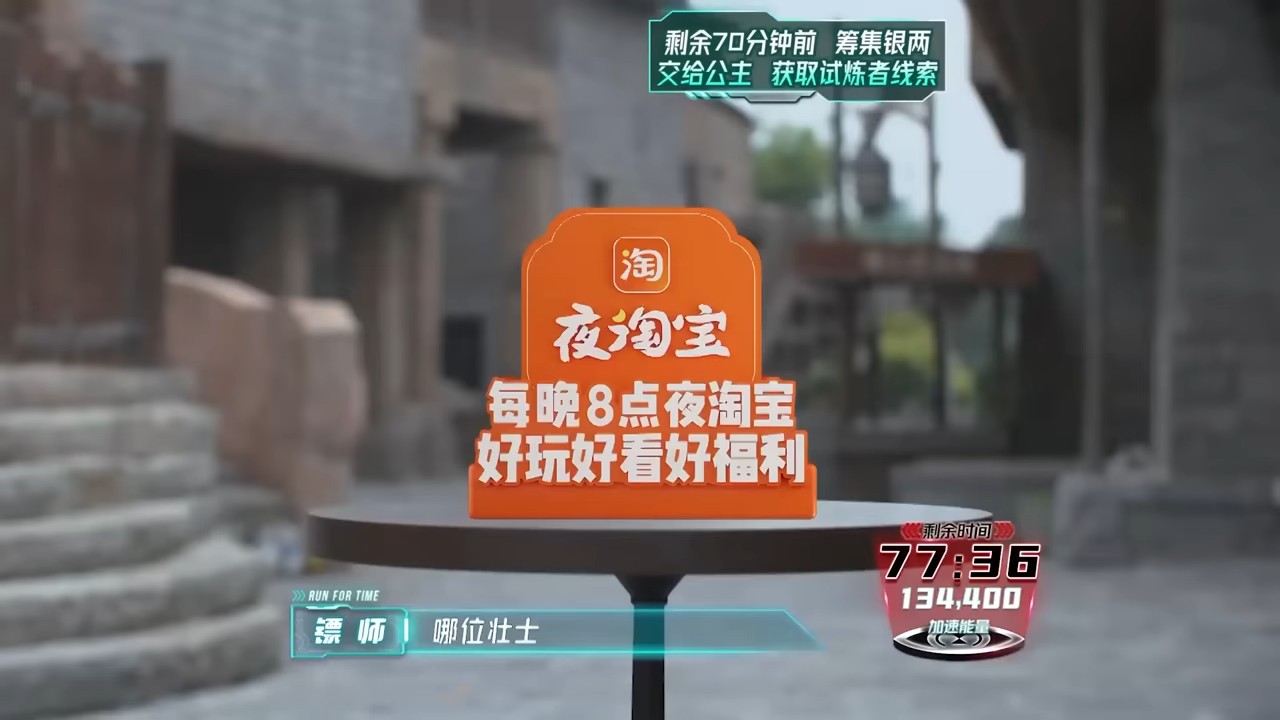 剩余70分钟前 筹集银两
交给公主 获取试炼者线索
淘
夜淘宝
每晚8点夜淘宝
好玩好看好福利
剩余时间
77:36
134,400
加速能量
RUN FOR TIME
镖师
哪位壮士